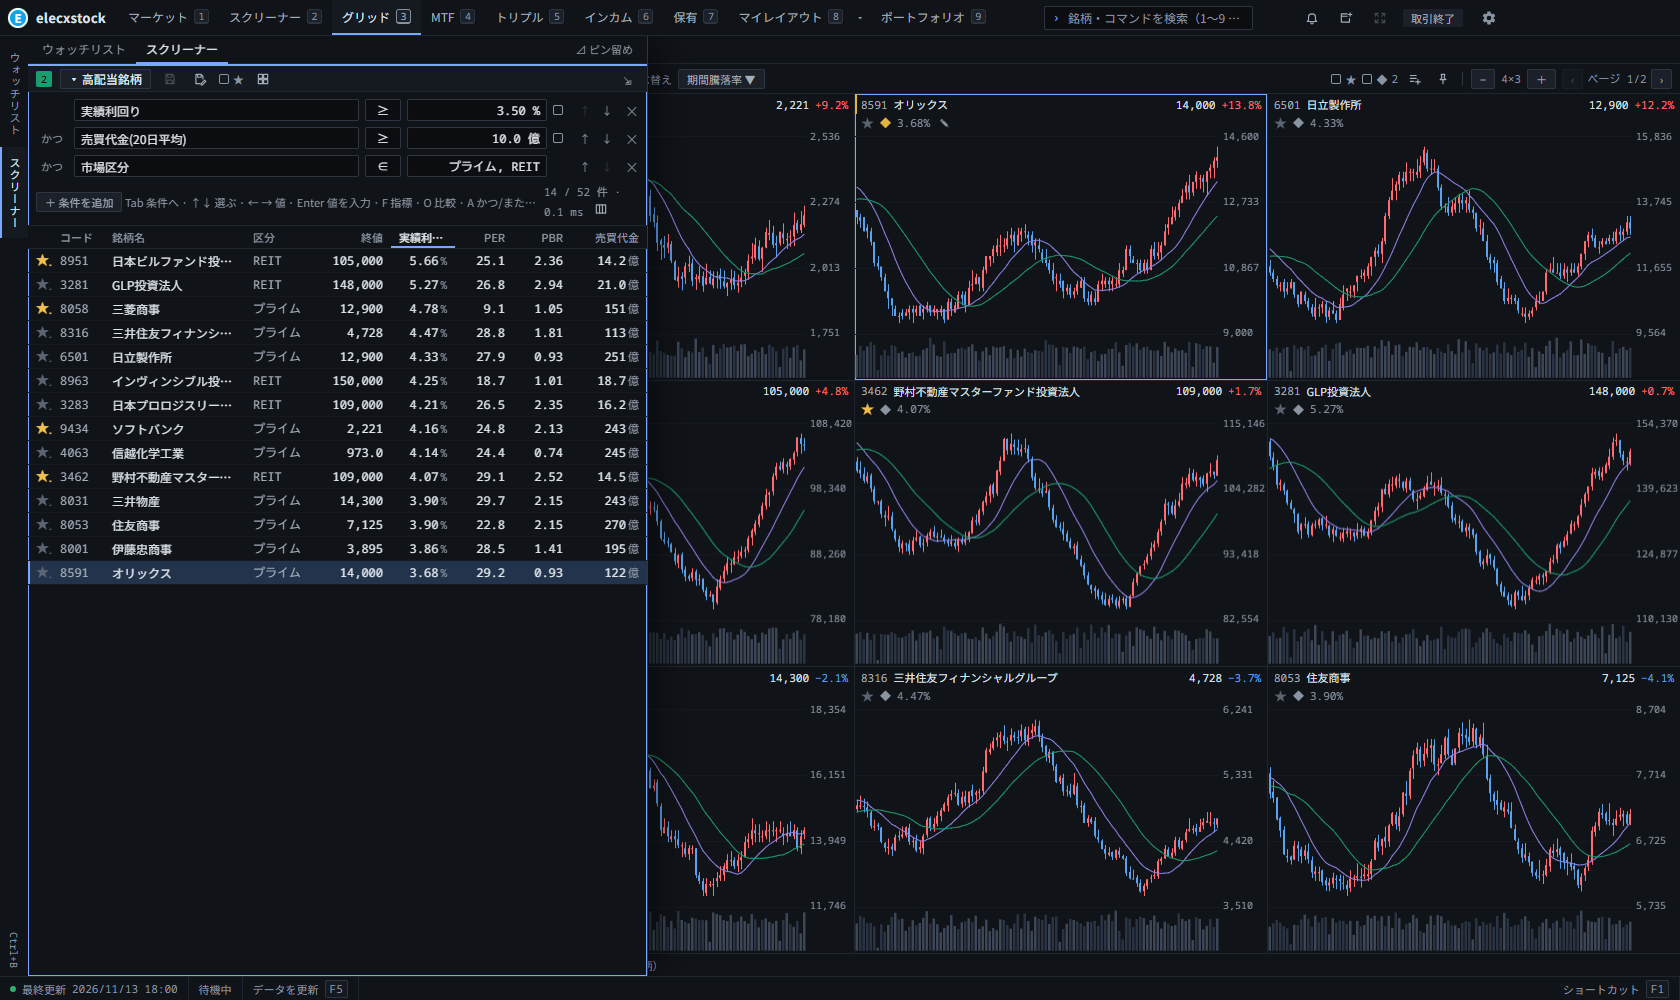 E elecxstock マーケット 1 スクリーナー 2 グリッド 3 MTF 4 トリプル 5 インカム 6 保有 7 マイレイアウト 8 ポートフォリオ 9 › 銘柄・コマンドを検索 (1〜9 … 取引終了
ウォッチリスト スクリーナー ピン留め
ウォッチリスト
スクリーナー
Ctrl+B
2 高配当銘柄 ★
替え 期間騰落率 ▼ ★ ◆ 2 − 4×3 + ‹ ページ 1/2 ›
実績利回り ≥ 3.50 % ↑ ↓ ×
かつ 売買代金(20日平均) ≥ 10.0 億 ↑ ↓ ×
かつ 市場区分 ∈ プライム, REIT ↑ ↓ ×
+ 条件を追加 Tab 条件へ・↑↓ 選ぶ・←→ 値・Enter 値を入力・F 指標・O 比較・A かつ/また… 14 / 52 件 · 0.1 ms
コード 銘柄名 区分 終値 実績利… PER PBR 売買代金
8951 日本ビルファンド投… REIT 105,000 5.66% 25.1 2.36 14.2億
3281 GLP投資法人 REIT 148,000 5.27% 26.8 2.94 21.0億
8058 三菱商事 プライム 12,900 4.78% 9.1 1.05 151億
8316 三井住友フィナンシ… プライム 4,728 4.47% 28.8 1.81 113億
6501 日立製作所 プライム 12,900 4.33% 27.9 0.93 251億
8963 インヴィンシブル投… REIT 150,000 4.25% 18.7 1.01 18.7億
3283 日本プロロジスリー… REIT 109,000 4.21% 26.5 2.35 16.2億
9434 ソフトバンク プライム 2,221 4.16% 24.8 2.13 243億
4063 信越化学工業 プライム 973.0 4.14% 24.4 0.74 245億
3462 野村不動産マスター… REIT 109,000 4.07% 29.1 2.52 14.5億
8031 三井物産 プライム 14,300 3.90% 29.7 2.15 243億
8053 住友商事 プライム 7,125 3.90% 22.8 2.15 270億
8001 伊藤忠商事 プライム 3,895 3.86% 28.5 1.41 195億
8591 オリックス プライム 14,000 3.68% 29.2 0.93 122億
2,221 +9.2%
2,536
2,274
2,013
1,751
8591 オリックス 14,000 +13.8%
★ ◆ 3.68%
14,600
12,733
10,867
9,000
6501 日立製作所 12,900 +12.2%
★ ◆ 4.33%
15,836
13,745
11,655
9,564
105,000 +4.8%
108,420
98,340
88,260
78,180
3462 野村不動産マスターファンド投資法人 109,000 +1.7%
★ ◆ 4.07%
115,146
104,282
93,418
82,554
3281 GLP投資法人 148,000 +0.7%
★ ◆ 5.27%
154,370
139,623
124,877
110,130
14,300 −2.1%
18,354
16,151
13,949
11,746
8316 三井住友フィナンシャルグループ 4,728 −3.7%
★ ◆ 4.47%
6,241
5,331
4,420
3,510
8053 住友商事 7,125 −4.1%
★ ◆ 3.90%
8,704
7,714
6,725
5,735
最終更新 2026/11/13 18:00 待機中 データを更新 F5 ショートカット F1